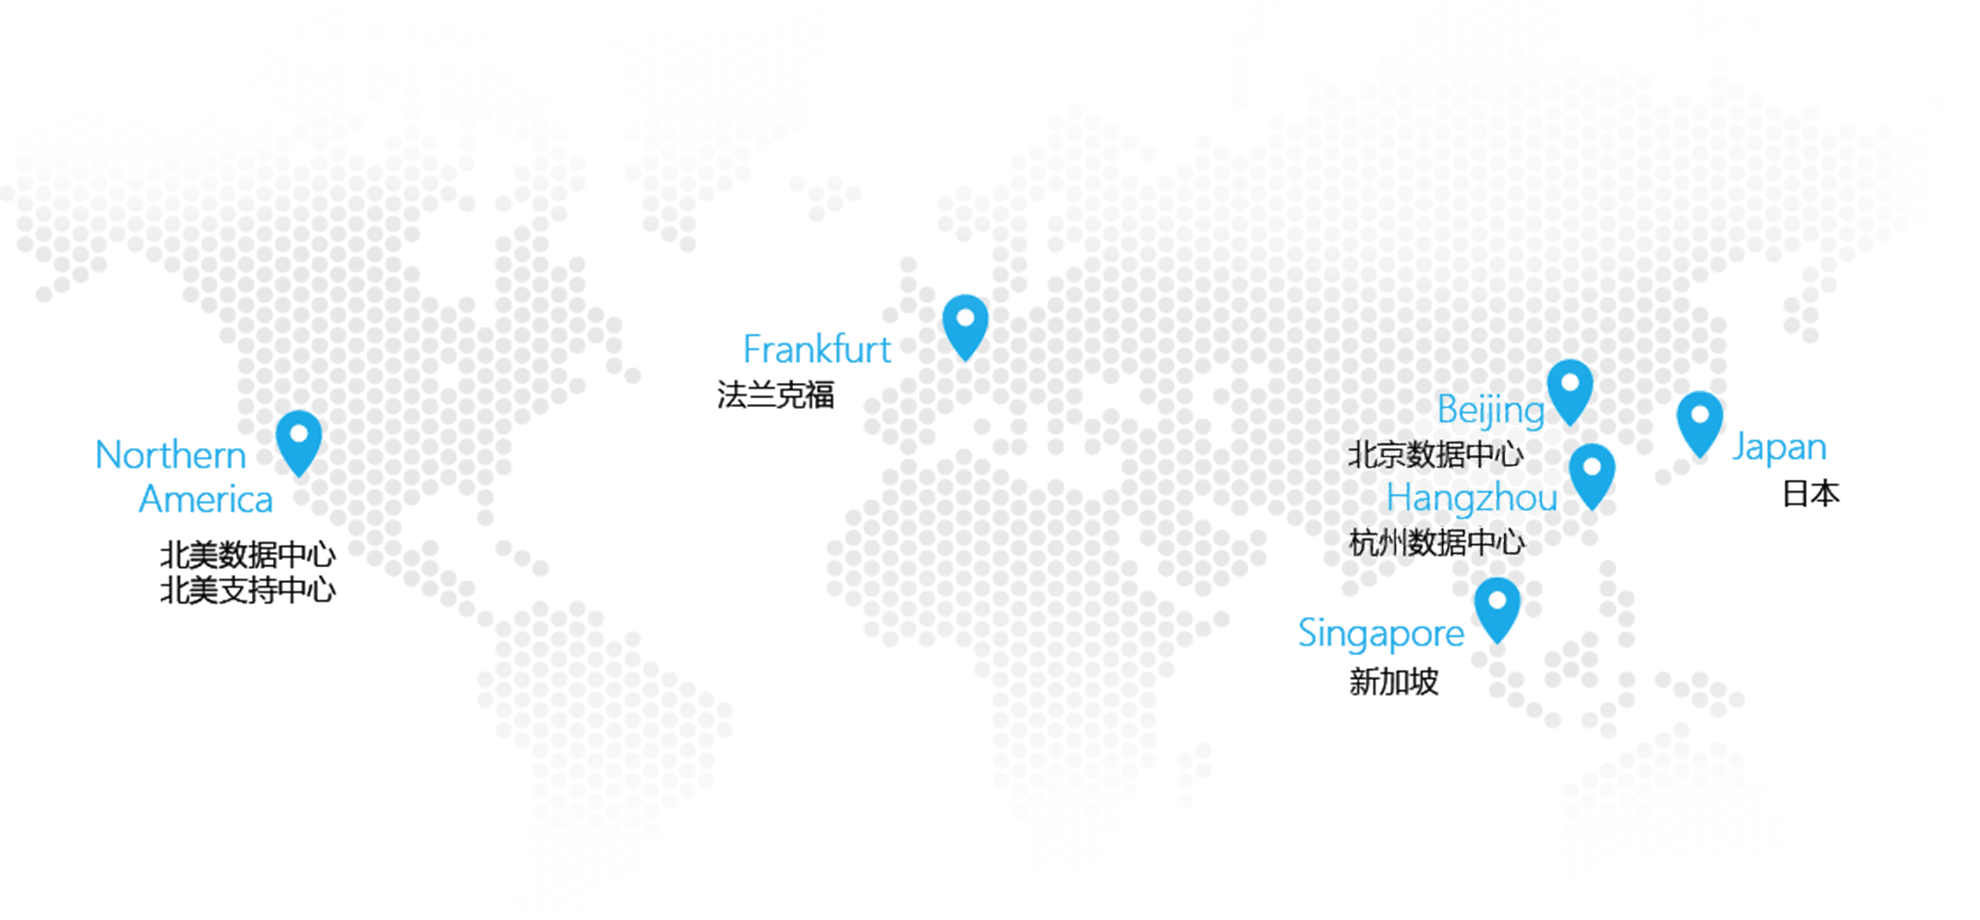 Northern
America
北美数据中心
北美支持中心
Frankfurt
法兰克福
Beijing
北京数据中心
Hangzhou
杭州数据中心
Japan
日本
Singapore
新加坡